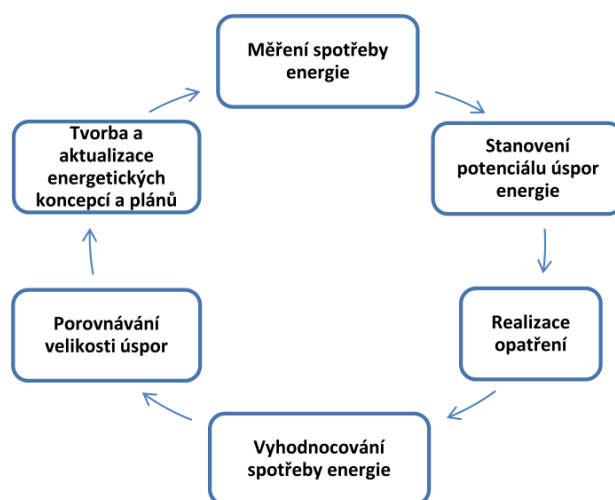 Měření spotřeby
energie
Stanovení
potenciálu úspor
energie
Realizace
opatření
Vyhodnocování
spotřeby energie
Porovnávání
velikosti úspor
Tvorba a
aktualizace
energetických
koncepcí a plánů